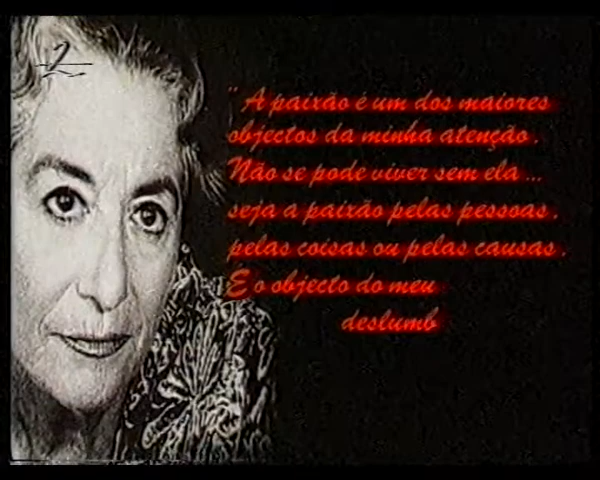 2
" A paixão é um dos maiores
objectos da minha atenção .
Não se pode viver sem ela ...
seja a paixão pelas pessoas ,
pelas coisas ou pelas causas .
É o objecto do meu
deslumb